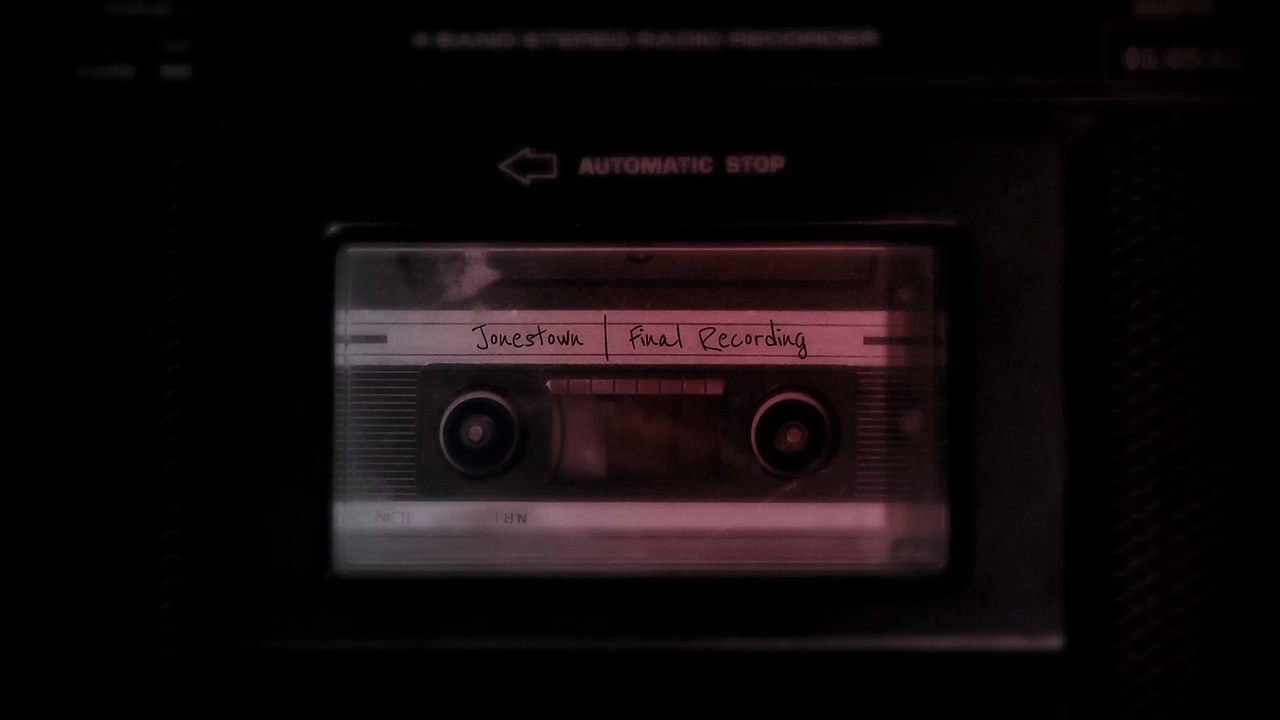 4 BAND STEREO RADIO RECORDER
AUTOMATIC STOP
Jonestown | Final Recording